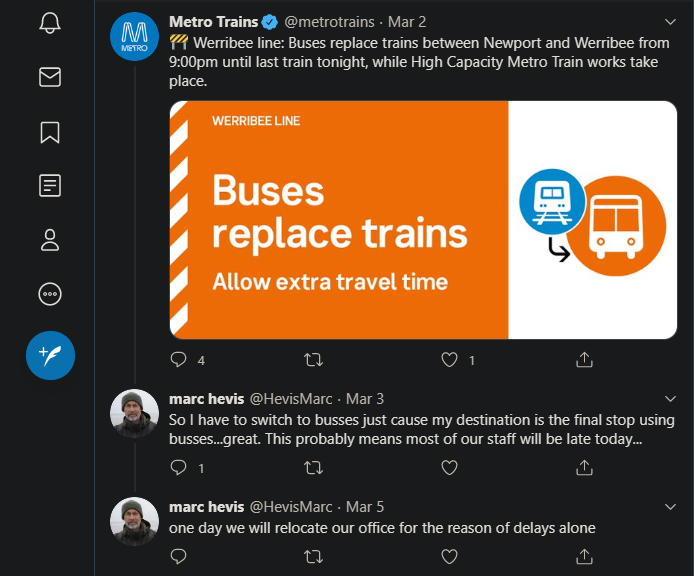 METRO
Metro Trains @metrotrains · Mar 2
🚧 Werribee line: Buses replace trains between Newport and Werribee from
9:00pm until last train tonight, while High Capacity Metro Train works take
place.
WERRIBEE LINE
Buses
replace trains
Allow extra travel time
4 1
marc hevis @HevisMarc · Mar 3
So I have to switch to busses just cause my destination is the final stop using
busses...great. This probably means most of our staff will be late today...
1
marc hevis @HevisMarc · Mar 5
one day we will relocate our office for the reason of delays alone